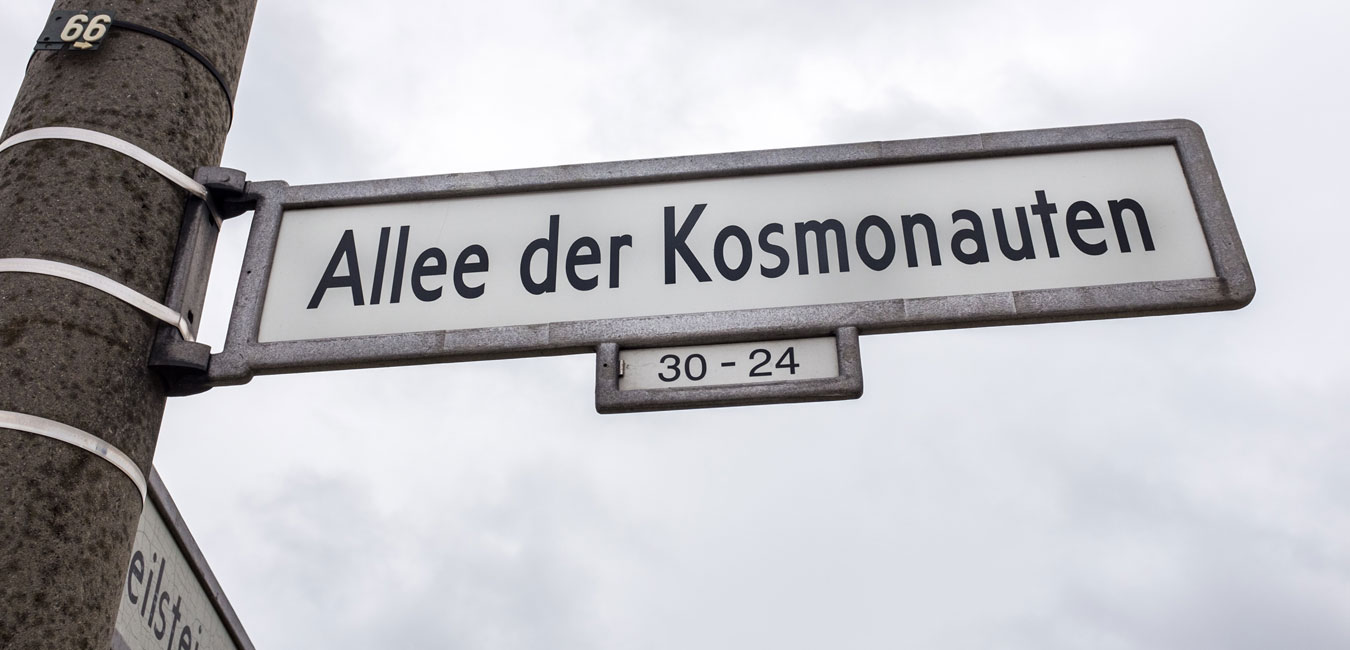 66
Allee der Kosmonauten
30 - 24